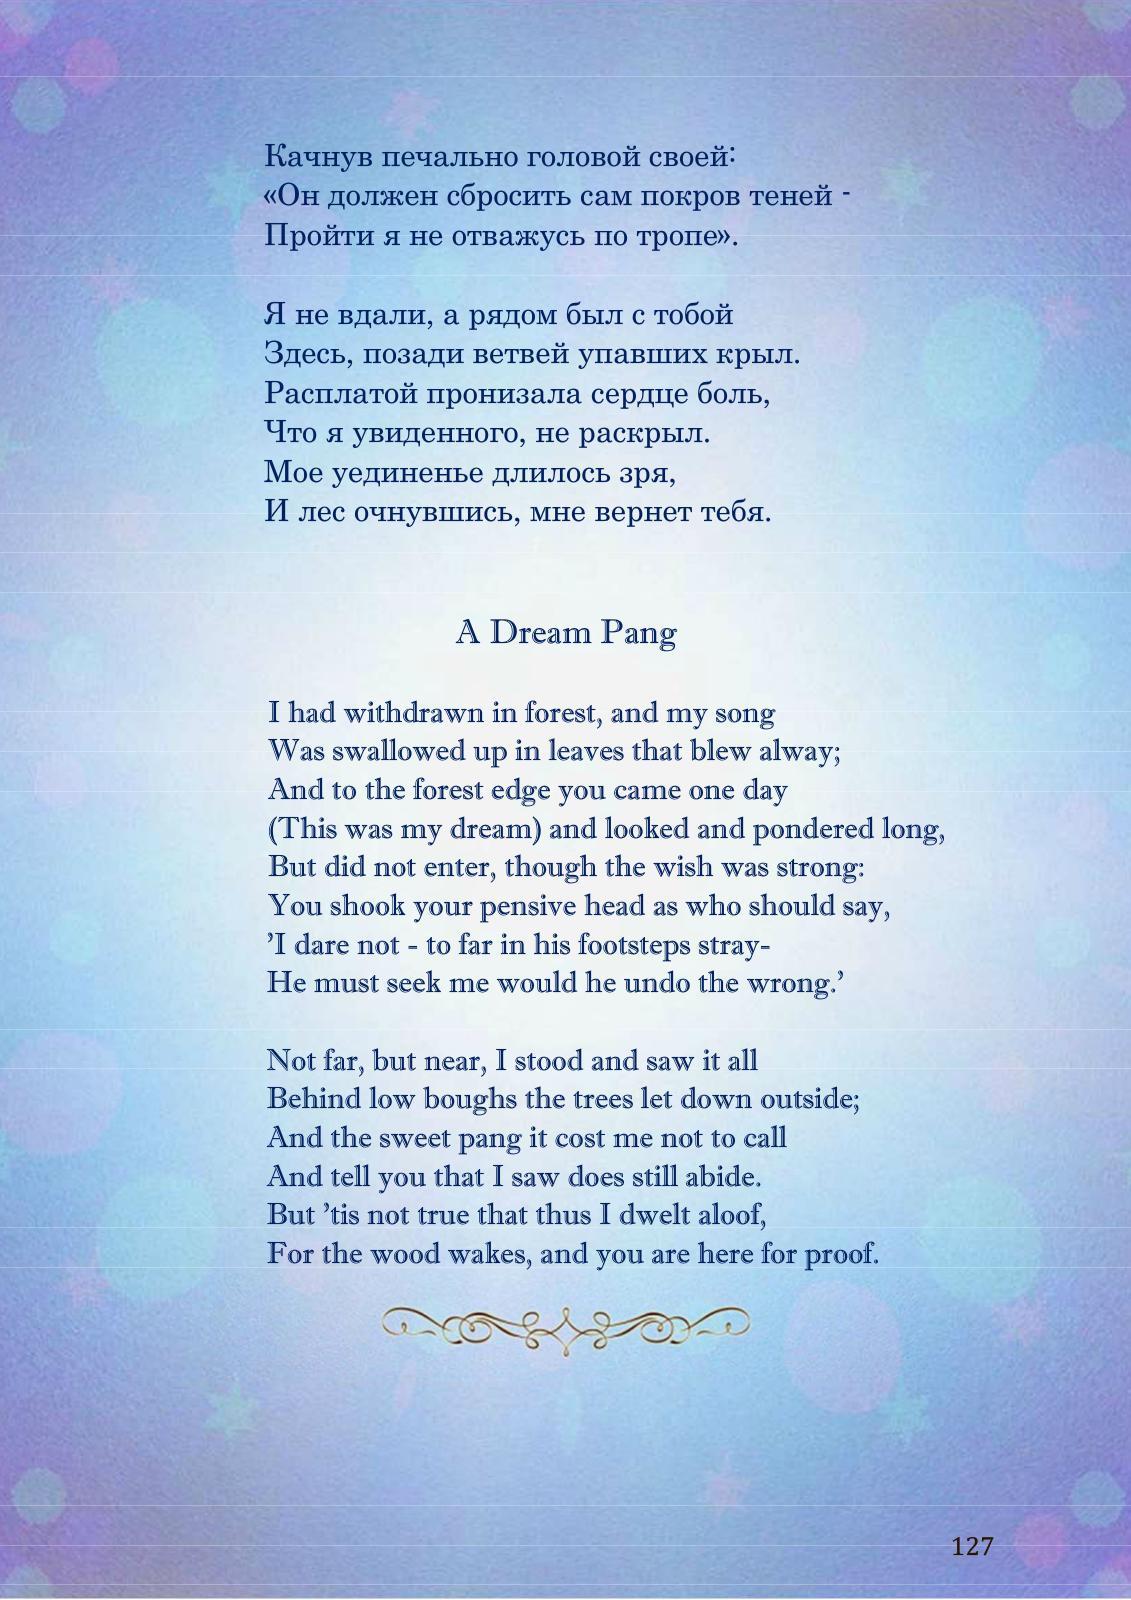 Качнув печально головой своей:
«Он должен сбросить сам покров теней -
Пройти я не отважусь по тропе».
Я не вдали, а рядом был с тобой
Здесь, позади ветвей упавших крыл.
Расплатой пронизала сердце боль,
Что я увиденного, не раскрыл.
Мое уединенье длилось зря,
И лес очнувшись, мне вернет тебя.
A Dream Pang
I had withdrawn in forest, and my song
Was swallowed up in leaves that blew alway;
And to the forest edge you came one day
(This was my dream) and looked and pondered long,
But did not enter, though the wish was strong:
You shook your pensive head as who should say,
’I dare not - to far in his footsteps stray-
He must seek me would he undo the wrong.’
Not far, but near, I stood and saw it all
Behind low boughs the trees let down outside;
And the sweet pang it cost me not to call
And tell you that I saw does still abide.
But ’tis not true that thus I dwelt aloof,
For the wood wakes, and you are here for proof.
127